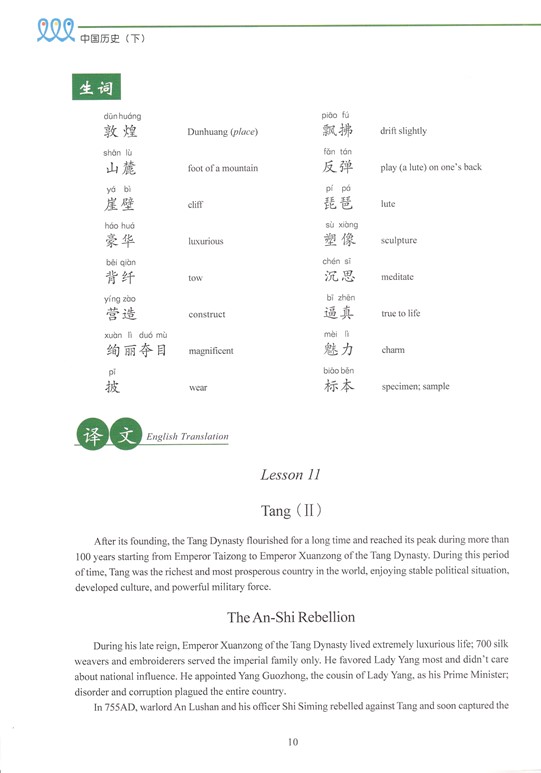 中国历史（下）
生词
dūn huáng
敦煌 Dunhuang (place)
shān lù
山麓 foot of a mountain
yá bì
崖壁 cliff
háo huá
豪华 luxurious
bēi qiàn
背纤 tow
yíng zào
营造 construct
xuàn lì duó mù
绚丽夺目 magnificent
pī
披 wear
piāo fú
飘拂 drift slightly
fǎn tán
反弹 play (a lute) on one's back
pí pá
琵琶 lute
sù xiàng
塑像 sculpture
chén sī
沉思 meditate
bī zhēn
逼真 true to life
mèi lì
魅力 charm
biāo běn
标本 specimen; sample
译文 English Translation
Lesson 11
Tang (II)
After its founding, the Tang Dynasty flourished for a long time and reached its peak during more than
100 years starting from Emperor Taizong to Emperor Xuanzong of the Tang Dynasty. During this period
of time, Tang was the richest and most prosperous country in the world, enjoying stable political situation,
developed culture, and powerful military force.
The An-Shi Rebellion
During his late reign, Emperor Xuanzong of the Tang Dynasty lived extremely luxurious life; 700 silk
weavers and embroiderers served the imperial family only. He favored Lady Yang most and didn't care
about national influence. He appointed Yang Guozhong, the cousin of Lady Yang, as his Prime Minister;
disorder and corruption plagued the entire country.
In 755AD, warlord An Lushan and his officer Shi Siming rebelled against Tang and soon captured the
10